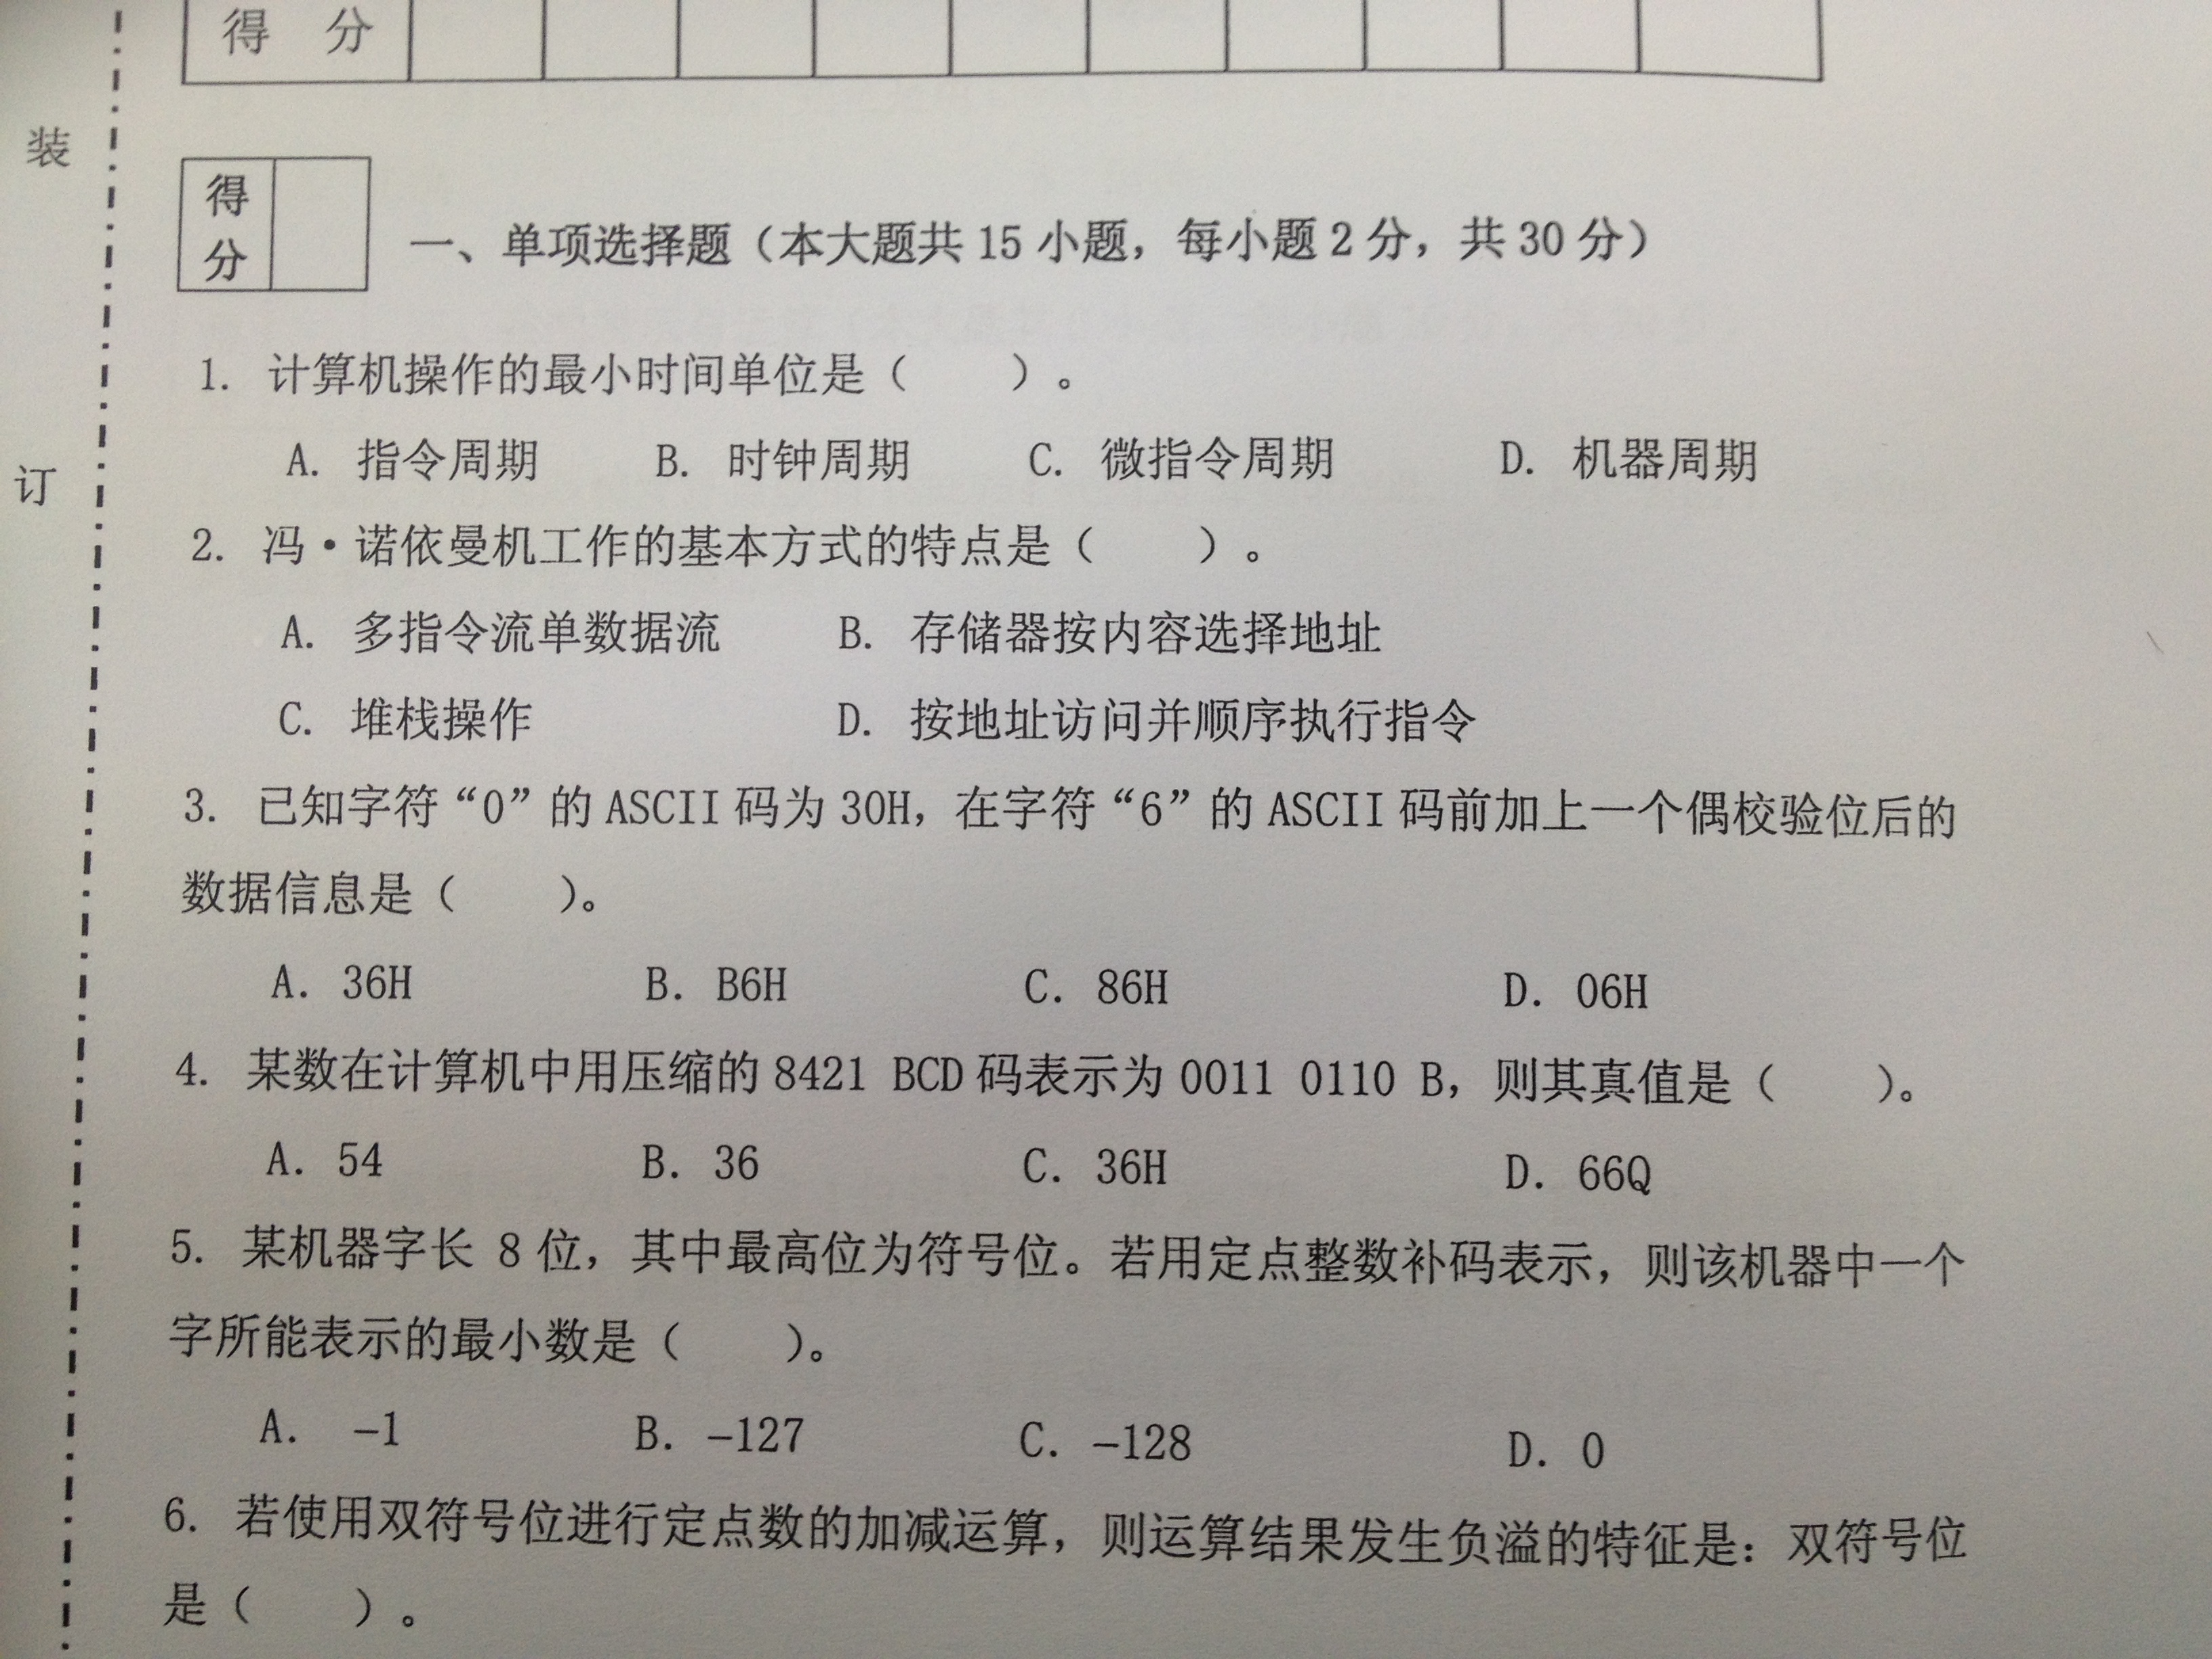 得 分
装
得
分
一、单项选择题（本大题共 15 小题，每小题 2 分，共 30 分）
1. 计算机操作的最小时间单位是（ ）。
A. 指令周期 B. 时钟周期 C. 微指令周期 D. 机器周期
订
2. 冯·诺依曼机工作的基本方式的特点是（ ）。
A. 多指令流单数据流 B. 存储器按内容选择地址
C. 堆栈操作 D. 按地址访问并顺序执行指令
3. 已知字符“0”的 ASCII 码为 30H，在字符“6”的 ASCII 码前加上一个偶校验位后的
数据信息是（ ）。
A. 36H B. B6H C. 86H D. 06H
4. 某数在计算机中用压缩的 8421 BCD 码表示为 0011 0110 B，则其真值是（ ）。
A. 54 B. 36 C. 36H D. 66Q
5. 某机器字长 8 位，其中最高位为符号位。若用定点整数补码表示，则该机器中一个
字所能表示的最小数是（ ）。
A. –1 B. –127 C. –128 D. 0
6. 若使用双符号位进行定点数的加减运算，则运算结果发生负溢的特征是：双符号位
是（ ）。